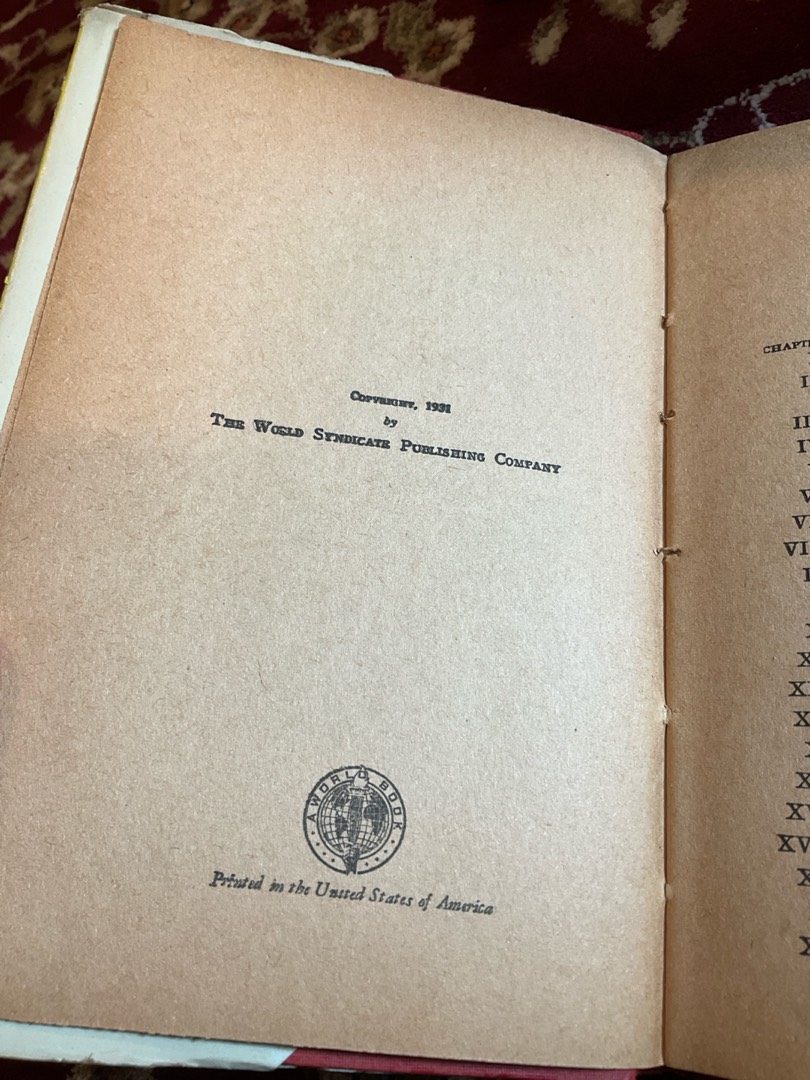 COPYRIGHT, 1931
by
THE WORLD SYNDICATE PUBLISHING COMPANY
A WORLD BOOK
Printed in the United States of America